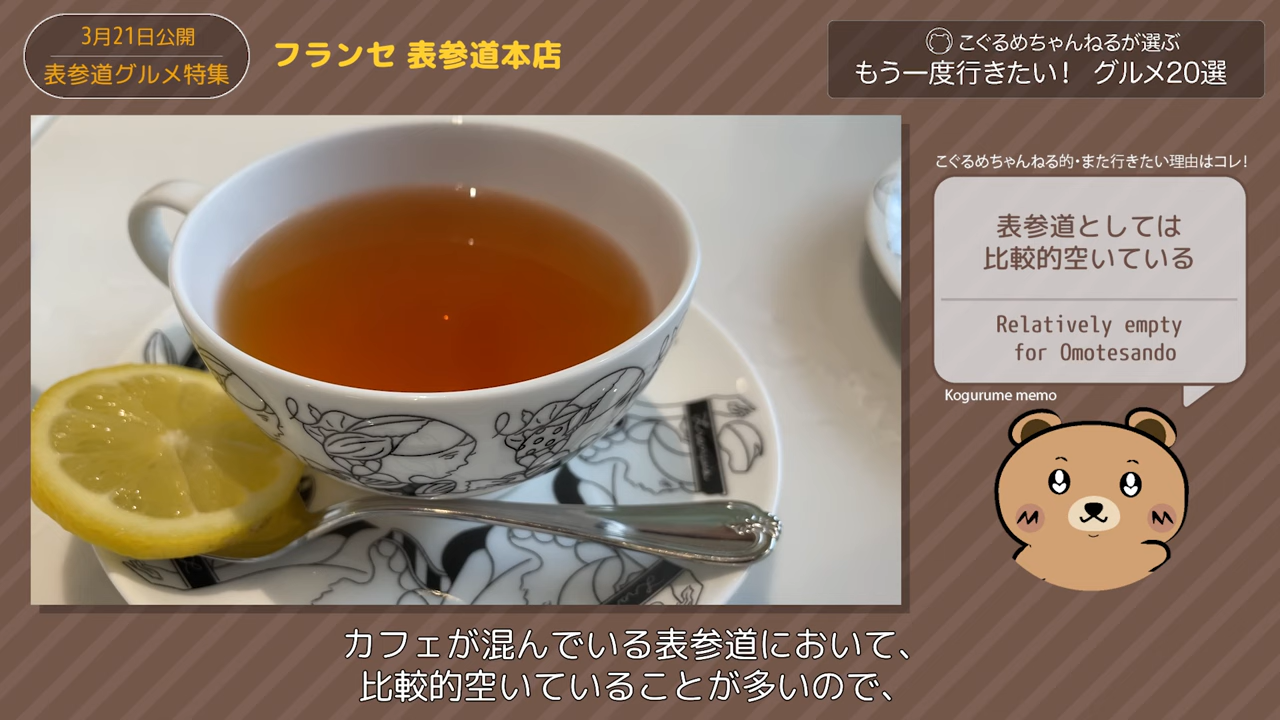 3月21日公開
表参道グルメ特集
フランセ 表参道本店
こぐるめちゃんねるが選ぶ
もう一度行きたい！ グルメ20選
こぐるめちゃんねる的・また行きたい理由はコレ！
表参道としては
比較的空いている
Relatively empty
for Omotesando
Kogurume memo
カフェが混んでいる表参道において、
比較的空いていることが多いので、